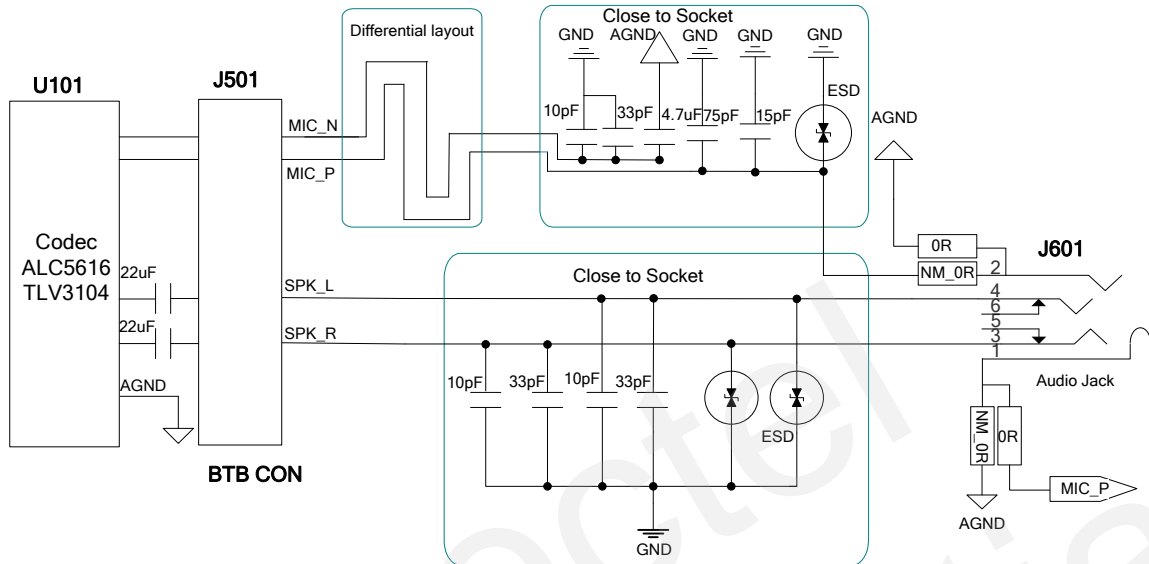 Close to Socket
Differential layout
GND
AGND
GND
GND
GND
U101
J501
10pF
33pF
4.7uF
75pF
15pF
ESD
AGND
MIC_N
MIC_P
Codec
ALC5616
TLV3104
22uF
22uF
AGND
SPK_L
SPK_R
BTB CON
Close to Socket
0R
NM_0R
J601
2
4
6
5
3
1
Audio Jack
10pF
33pF
10pF
33pF
ESD
GND
NM_0R
0R
MIC_P
AGND